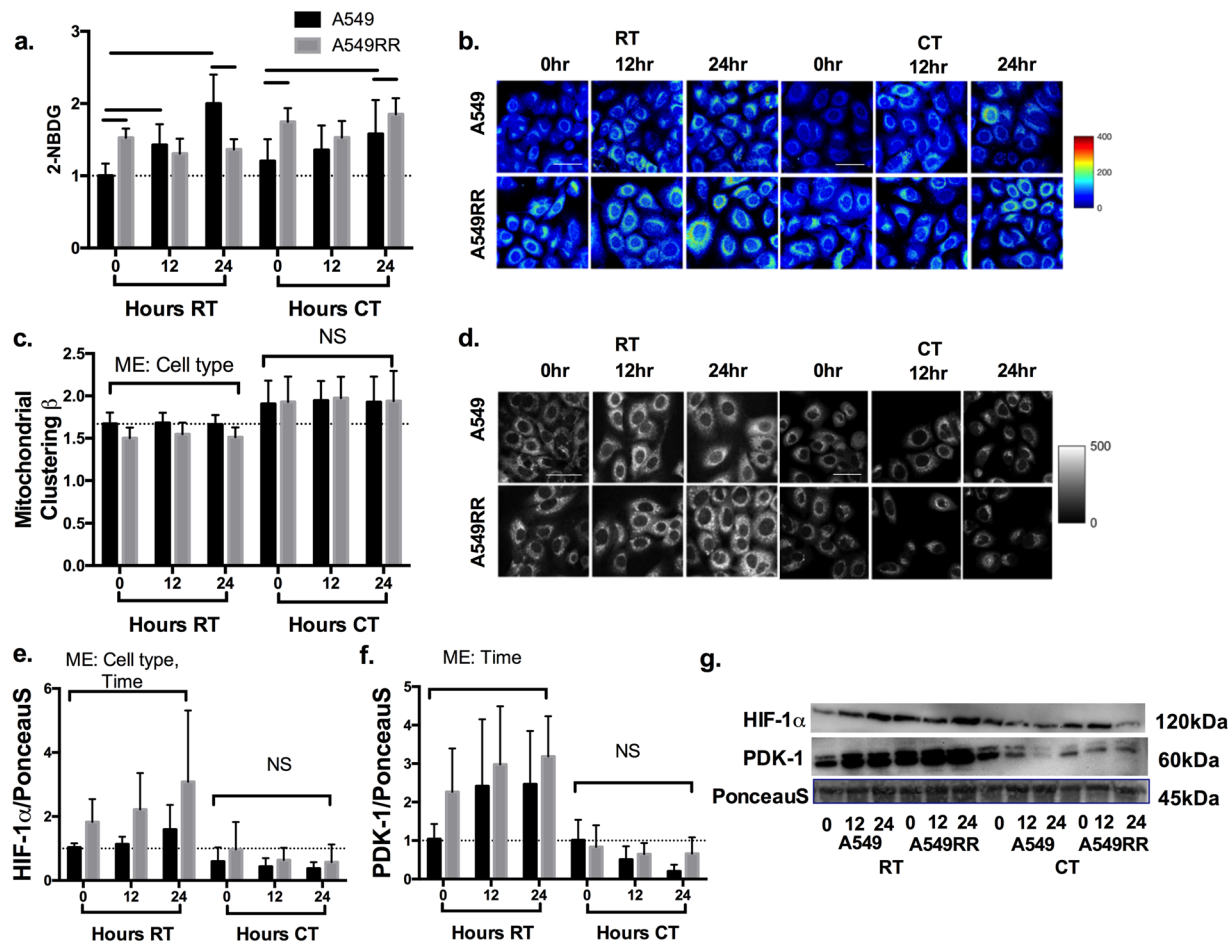 a.
A549
A549RR
3
2
1
0
2-NBDG
0 12 24 0 12 24
Hours RT Hours CT
b.
RT CT
0hr 12hr 24hr 0hr 12hr 24hr
A549
A549RR
400
200
0
c.
ME: Cell type
NS
2.5
2.0
1.5
1.0
0.5
0.0
Mitochondrial
Clustering β
0 12 24 0 12 24
Hours RT Hours CT
d.
RT CT
0hr 12hr 24hr 0hr 12hr 24hr
A549
A549RR
500
0
e.
ME: Cell type,
Time
NS
6
4
2
1
0
HIF-1α/PonceauS
0 12 24 0 12 24
Hours RT Hours CT
f.
ME: Time
NS
5
4
3
2
1
0
PDK-1/PonceauS
0 12 24 0 12 24
Hours RT Hours CT
g.
HIF-1α 120kDa
PDK-1 60kDa
PonceauS 45kDa
0 12 24 0 12 24 0 12 24 0 12 24
A549 A549RR A549 A549RR
RT CT